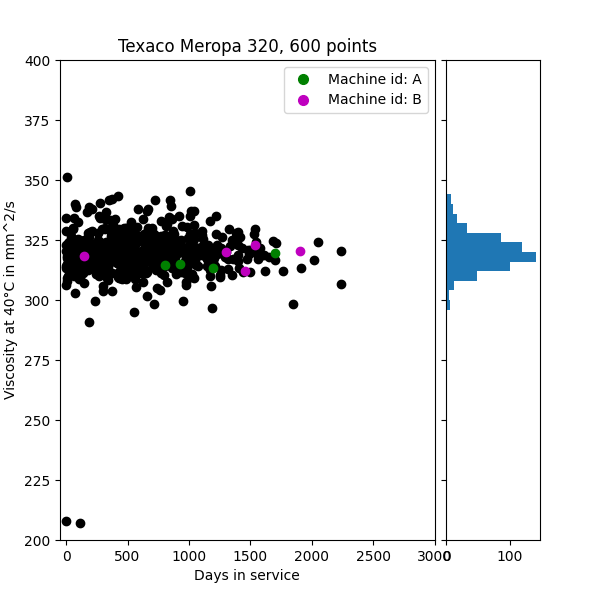 Texaco Meropa 320, 600 points
Machine id: A
Machine id: B
Viscosity at 40°C in mm^2/s
400
375
350
325
300
275
250
225
200
0 500 1000 1500 2000 2500 3000
0 100
Days in service